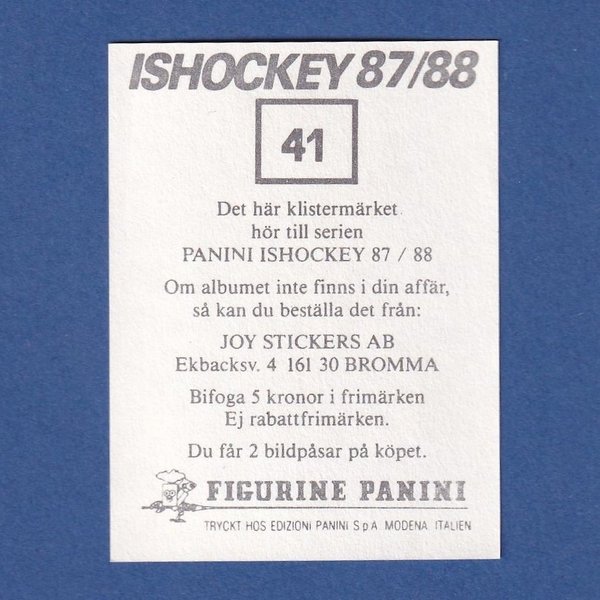 ISHOCKEY 87/88
41
Det här klistermärket
hör till serien
PANINI ISHOCKEY 87 / 88
Om albumet inte finns i din affär,
så kan du beställa det från:
JOY STICKERS AB
Ekbacksv. 4 161 30 BROMMA
Bifoga 5 kronor i frimärken
Ej rabattfrimärken.
Du får 2 bildpåsar på köpet.
FIGURINE PANINI
TRYCKT HOS EDIZIONI PANINI S.p.A. MODENA. ITALIEN